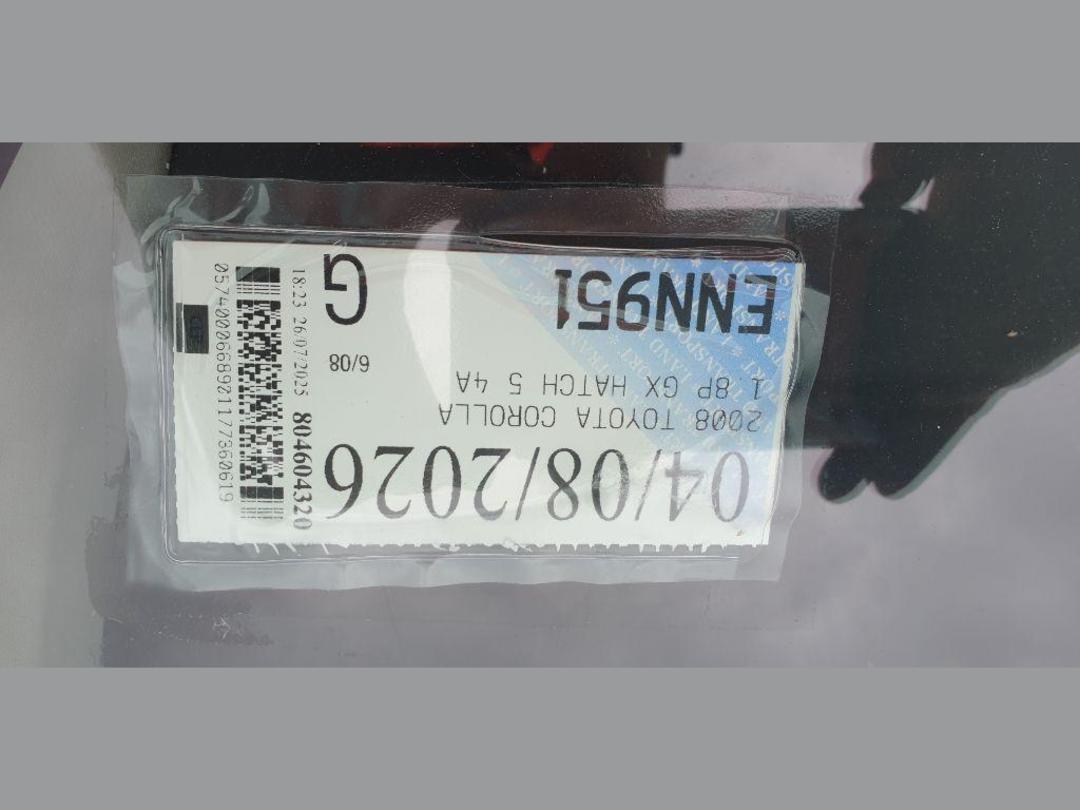 04/08/2026
2008 TOYOTA COROLLA
1 8P GX HATCH 5 4A
6/08
ENN951
G
804604320
18:23 26/07/2025